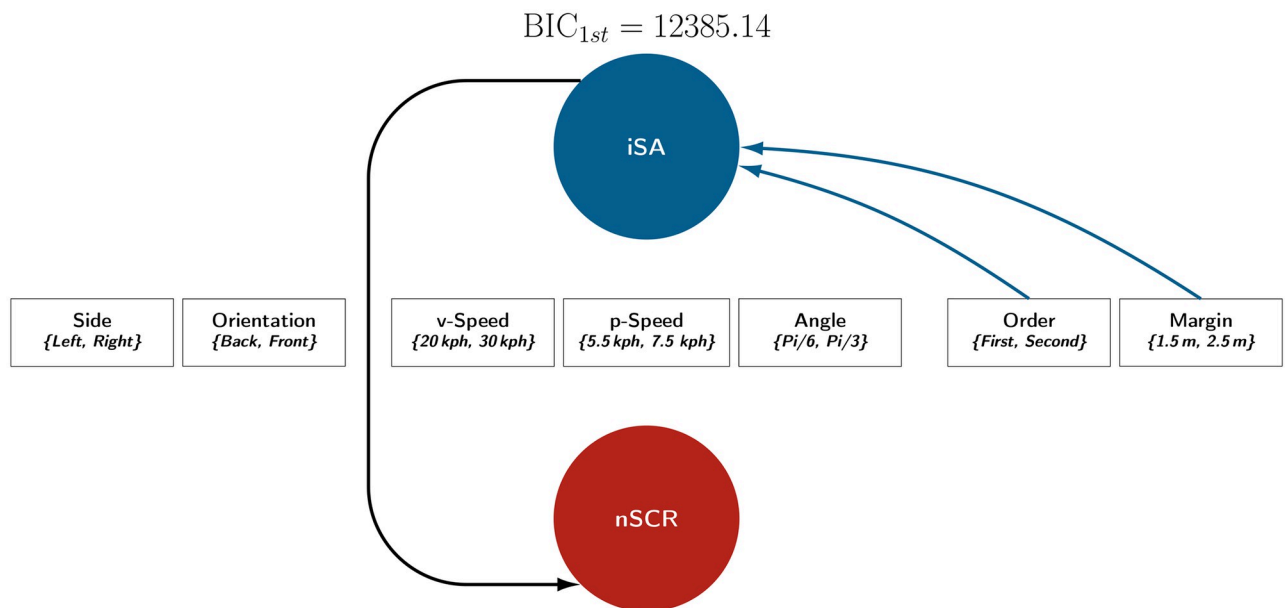 BIC1st = 12385.14
iSA
Side
{Left, Right}
Orientation
{Back, Front}
v-Speed
{20 kph, 30 kph}
p-Speed
{5.5 kph, 7.5 kph}
Angle
{Pi/6, Pi/3}
Order
{First, Second}
Margin
{1.5 m, 2.5 m}
nSCR